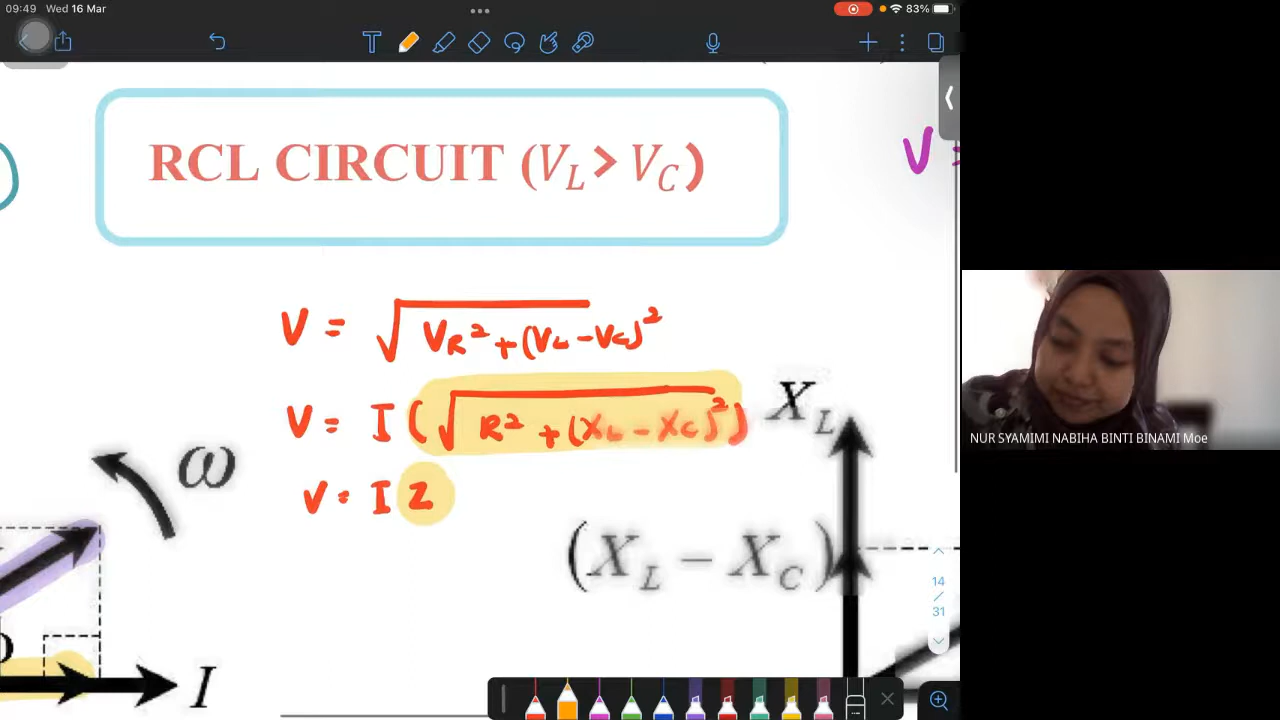 09:49 Wed 16 Mar
83%
RCL CIRCUIT (V_L > V_C)
V =
V = √(V_R² + (V_L - V_C)²)
V = I (√(R² + (X_L - X_C)²))
V = I Z
X_L
ω
(X_L − X_C)
I
14
/
31
NUR SYAMIMI NABIHA BINTI BINAMI Moe